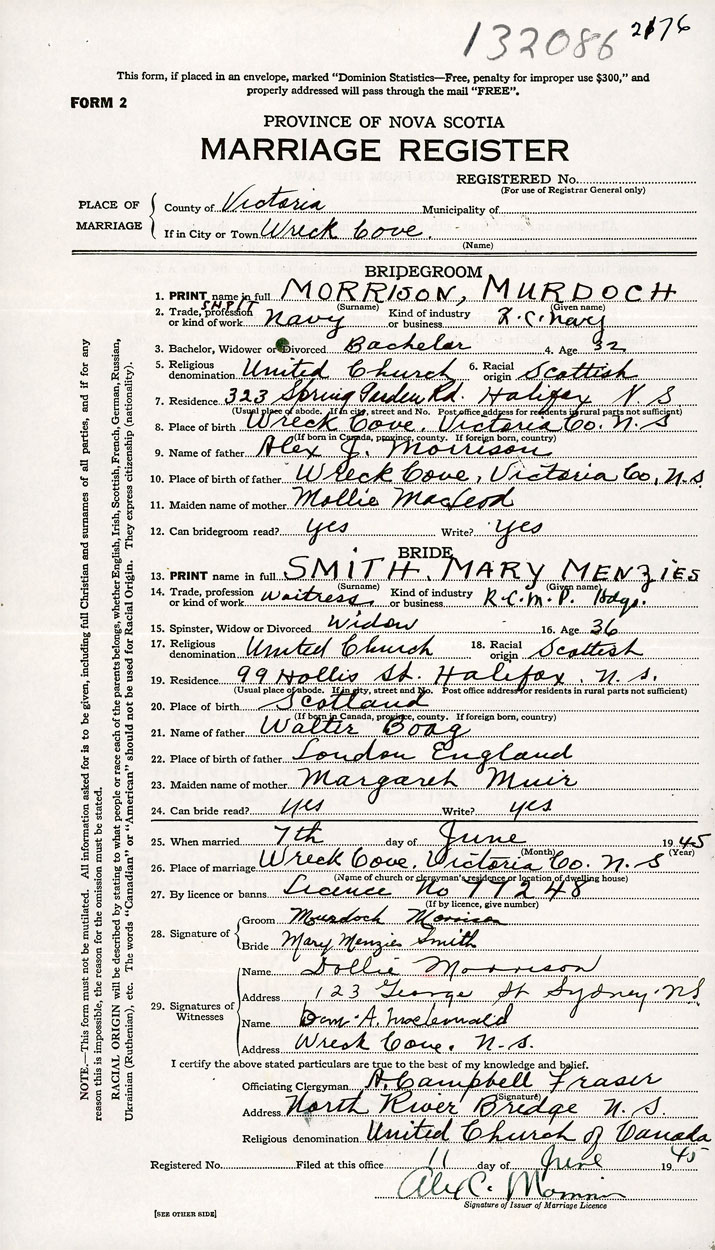 132086 2176
This form, if placed in an envelope, marked "Dominion Statistics—Free, penalty for improper use $300," and
properly addressed will pass through the mail "FREE".
FORM 2
PROVINCE OF NOVA SCOTIA
MARRIAGE REGISTER
REGISTERED No.
(For use of Registrar General only)
PLACE OF MARRIAGE
County of Victoria Municipality of
If in City or Town Wreck Cove.
(Name)
BRIDEGROOM
1. PRINT name in full MORRISON, MURDOCH
(Surname) (Given name)
2. Trade, profession or kind of work Navy Kind of industry or business R.C. Navy
3. Bachelor, Widower or Divorced Bachelor 4. Age 32
5. Religious denomination United Church 6. Racial origin Scottish
7. Residence 323 Spring Garden Rd. Halifax N S
(Usual place of abode. If in city, street and No. Post office address for residents in rural parts not sufficient)
8. Place of birth Wreck Cove, Victoria Co. N. S
(If born in Canada, province, county. If foreign born, country)
9. Name of father Alex J. Morrison
10. Place of birth of father Wreck Cove, Victoria Co, N.S.
11. Maiden name of mother Mollie MacLeod
12. Can bridegroom read? yes Write? yes
BRIDE
13. PRINT name in full SMITH, MARY MENZIES
(Surname) (Given name)
14. Trade, profession or kind of work waitress Kind of industry or business R.C.M.P. Bdgs.
15. Spinster, Widow or Divorced Widow 16. Age 36
17. Religious denomination United Church 18. Racial origin Scottish
19. Residence 99 Hollis St. Halifax. N. S.
(Usual place of abode. If in city, street and No. Post office address for residents in rural parts not sufficient)
20. Place of birth Scotland
(If born in Canada, province, county. If foreign born, country)
21. Name of father Walter Boag
22. Place of birth of father London England
23. Maiden name of mother Margaret Muir
24. Can bride read? yes Write? yes
25. When married 7th day of June 1945
(Month) (Year)
26. Place of marriage Wreck Cove. Victoria Co. N. S
(Name of church or clergyman's residence or location of dwelling house)
27. By licence or banns Licence No 77248
(If by licence, give number)
28. Signature of
Groom Murdoch Morrison
Bride Mary Menzies Smith
29. Signatures of Witnesses
Name Dollie Morrison
Address 123 George St Sydney. N.S.
Name A. MacDonald
Address Wreck Cove. N.S.
I certify the above stated particulars are true to the best of my knowledge and belief.
Officiating Clergyman A. Campbell Fraser
(Signature)
Address North River Bridge N. S.
Religious denomination United Church of Canada
Registered No. Filed at this office 11 day of June 1945
Alex C. Morrison
Signature of Issuer of Marriage Licence
[SEE OTHER SIDE]
NOTE.—This form must not be mutilated. All information asked for is to be given, including full Christian and surnames of all parties, and if for any
reason this is impossible, the reason for the omission must be stated.
RACIAL ORIGIN will be described by stating to what people or race each of the parents belongs, whether English, Irish, Scottish, French, German, Russian,
Ukrainian (Ruthenian), etc. The words "Canadian" or "American" should not be used for Racial Origin. They express citizenship (nationality).